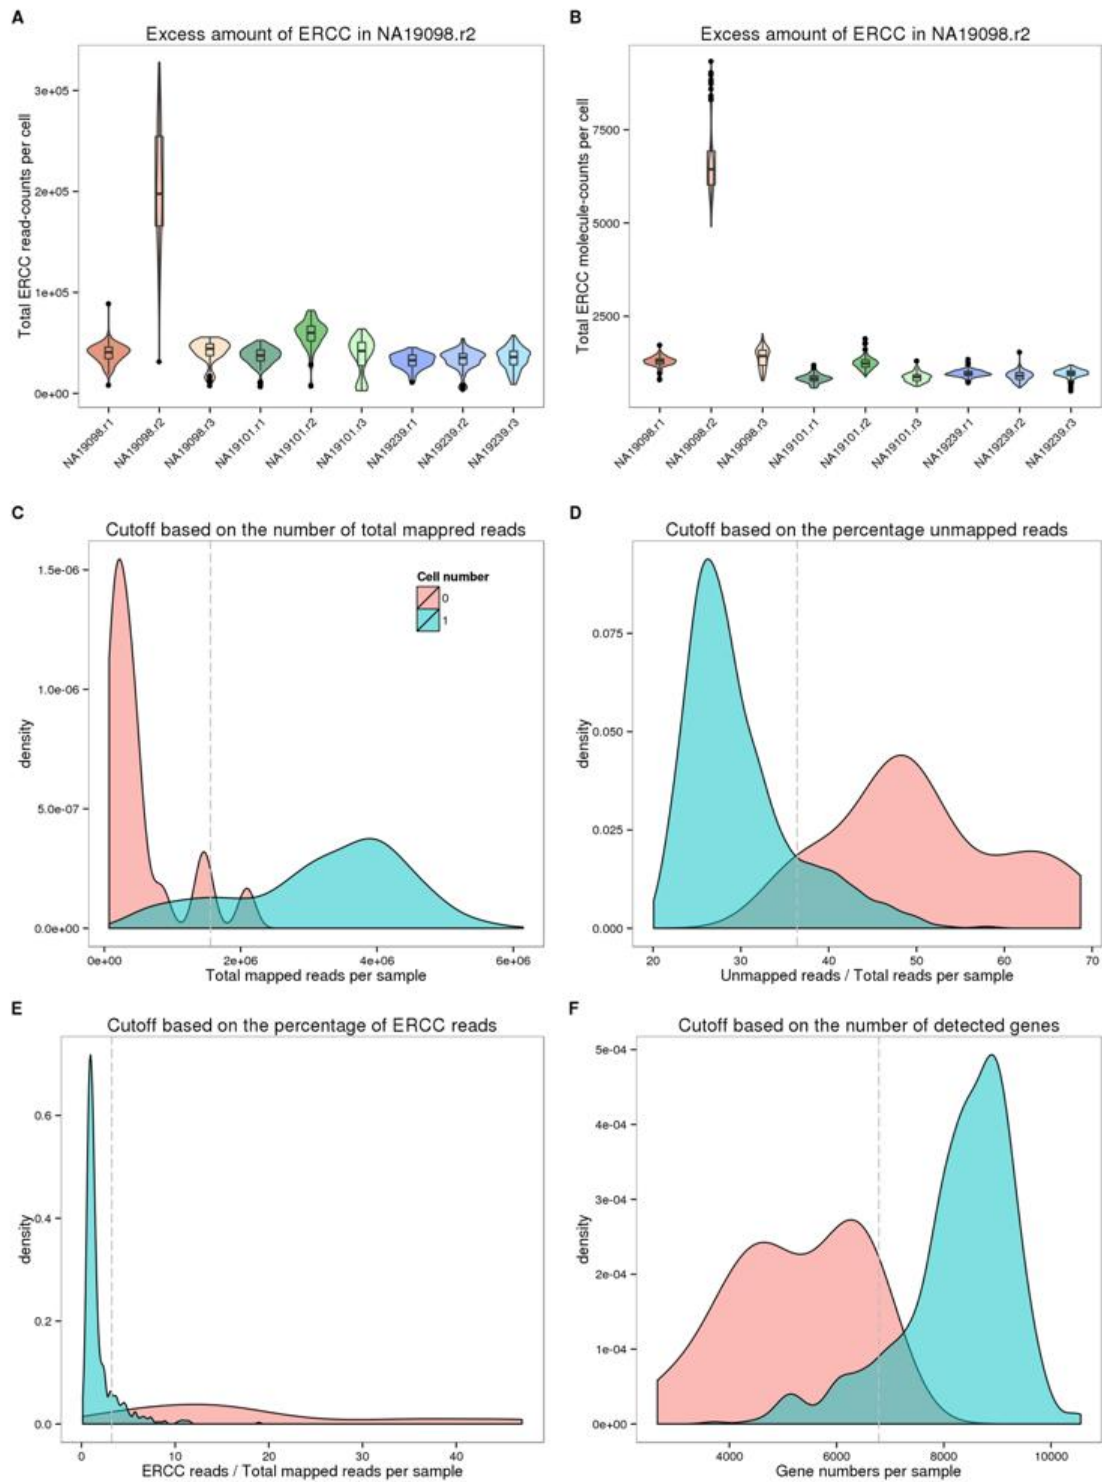 A
Excess amount of ERCC in NA19098.r2
Total ERCC read-counts per cell
3e+05
2e+05
1e+05
0e+00
NA19098.r1
NA19098.r2
NA19098.r3
NA19101.r1
NA19101.r2
NA19101.r3
NA19239.r1
NA19239.r2
NA19239.r3
B
Excess amount of ERCC in NA19098.r2
Total ERCC molecule-counts per cell
7500
5000
2500
NA19098.r1
NA19098.r2
NA19098.r3
NA19101.r1
NA19101.r2
NA19101.r3
NA19239.r1
NA19239.r2
NA19239.r3
C
Cutoff based on the number of total mappred reads
density
1.5e-06
1.0e-06
5.0e-07
0.0e+00
Cell number
0
1
0e+00 2e+06 4e+06 6e+06
Total mapped reads per sample
D
Cutoff based on the percentage unmapped reads
density
0.075
0.050
0.025
0.000
20 30 40 50 60 70
Unmapped reads / Total reads per sample
E
Cutoff based on the percentage of ERCC reads
density
0.6
0.4
0.2
0.0
0 10 20 30 40
ERCC reads / Total mapped reads per sample
F
Cutoff based on the number of detected genes
density
5e-04
4e-04
3e-04
2e-04
1e-04
0e+00
4000 6000 8000 10000
Gene numbers per sample